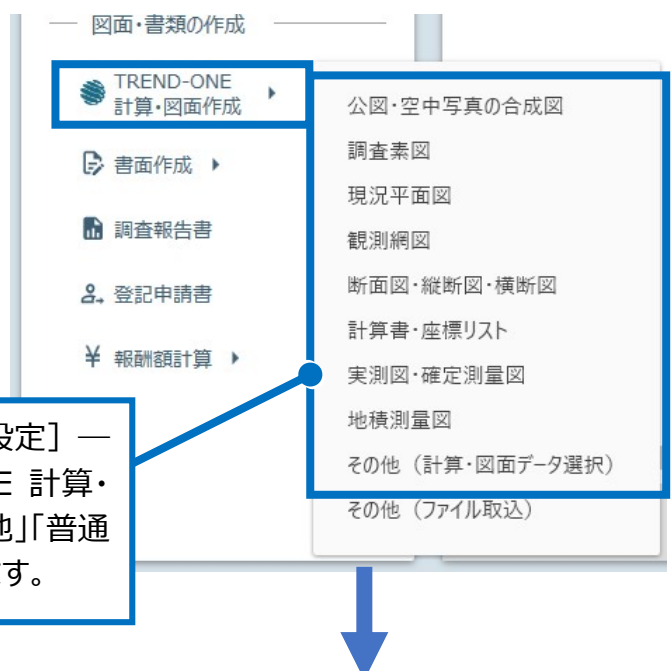 図面・書類の作成
TREND-ONE
計算・図面作成
書面作成
調査報告書
登記申請書
報酬額計算
公図・空中写真の合成図
調査素図
現況平面図
観測網図
断面図・縦断図・横断図
計算書・座標リスト
実測図・確定測量図
地積測量図
その他（計算・図面データ選択）
その他（ファイル取込）
設定］―
計算・
」「普通
す。